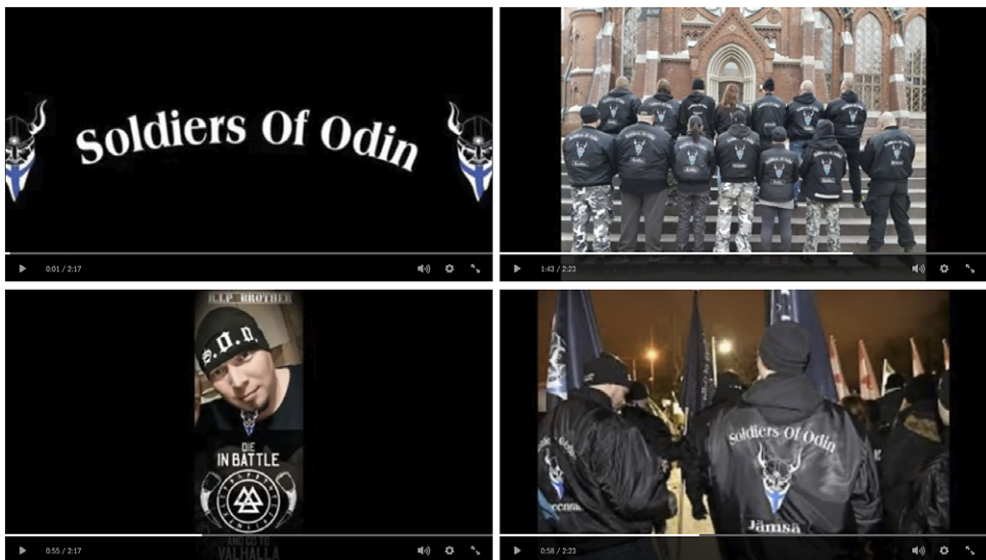 Soldiers Of Odin
0:01 / 2:17
1:43 / 2:23
R.I.P. BROTHER
S.O.O.
DIE
IN BATTLE
AND GO TO
VALHALLA
0:55 / 2:17
Soldiers Of Odin
Jämsä
0:58 / 2:23